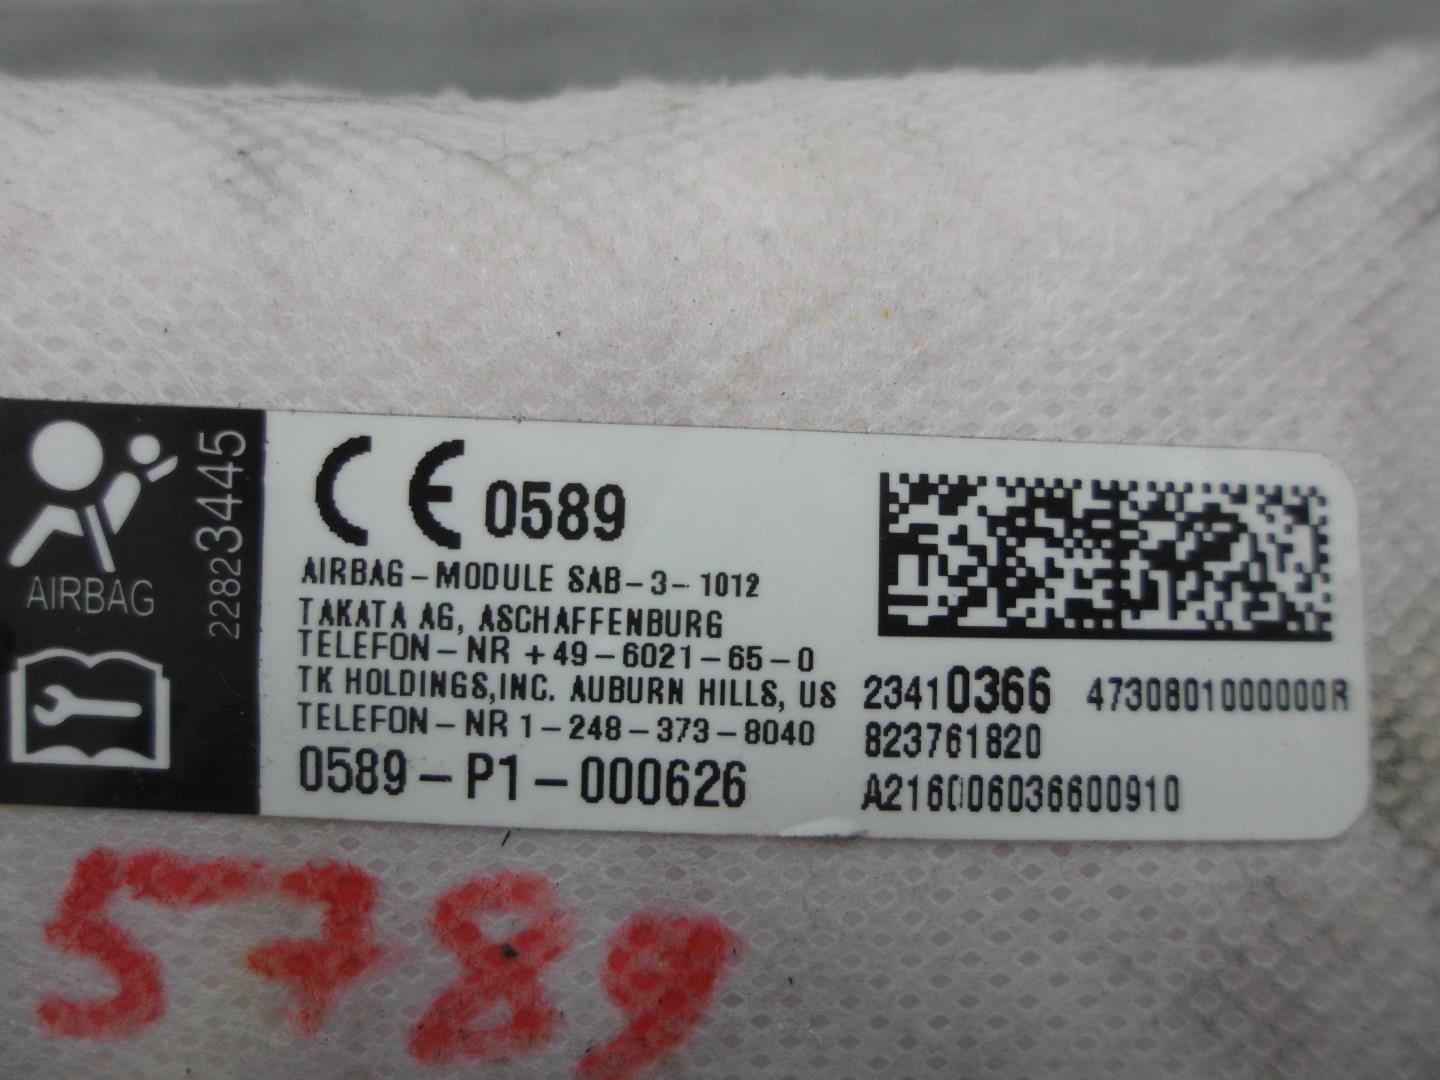 AIRBAG
22823445
CE 0589
AIRBAG-MODULE SAB-3-1012
TAKATA AG, ASCHAFFENBURG
TELEFON-NR +49-6021-65-0
TK HOLDINGS,INC. AUBURN HILLS, US
TELEFON-NR 1-248-373-8040
0589-P1-000626
23410366 4730801000000R
823761820
A216006036600910
5789